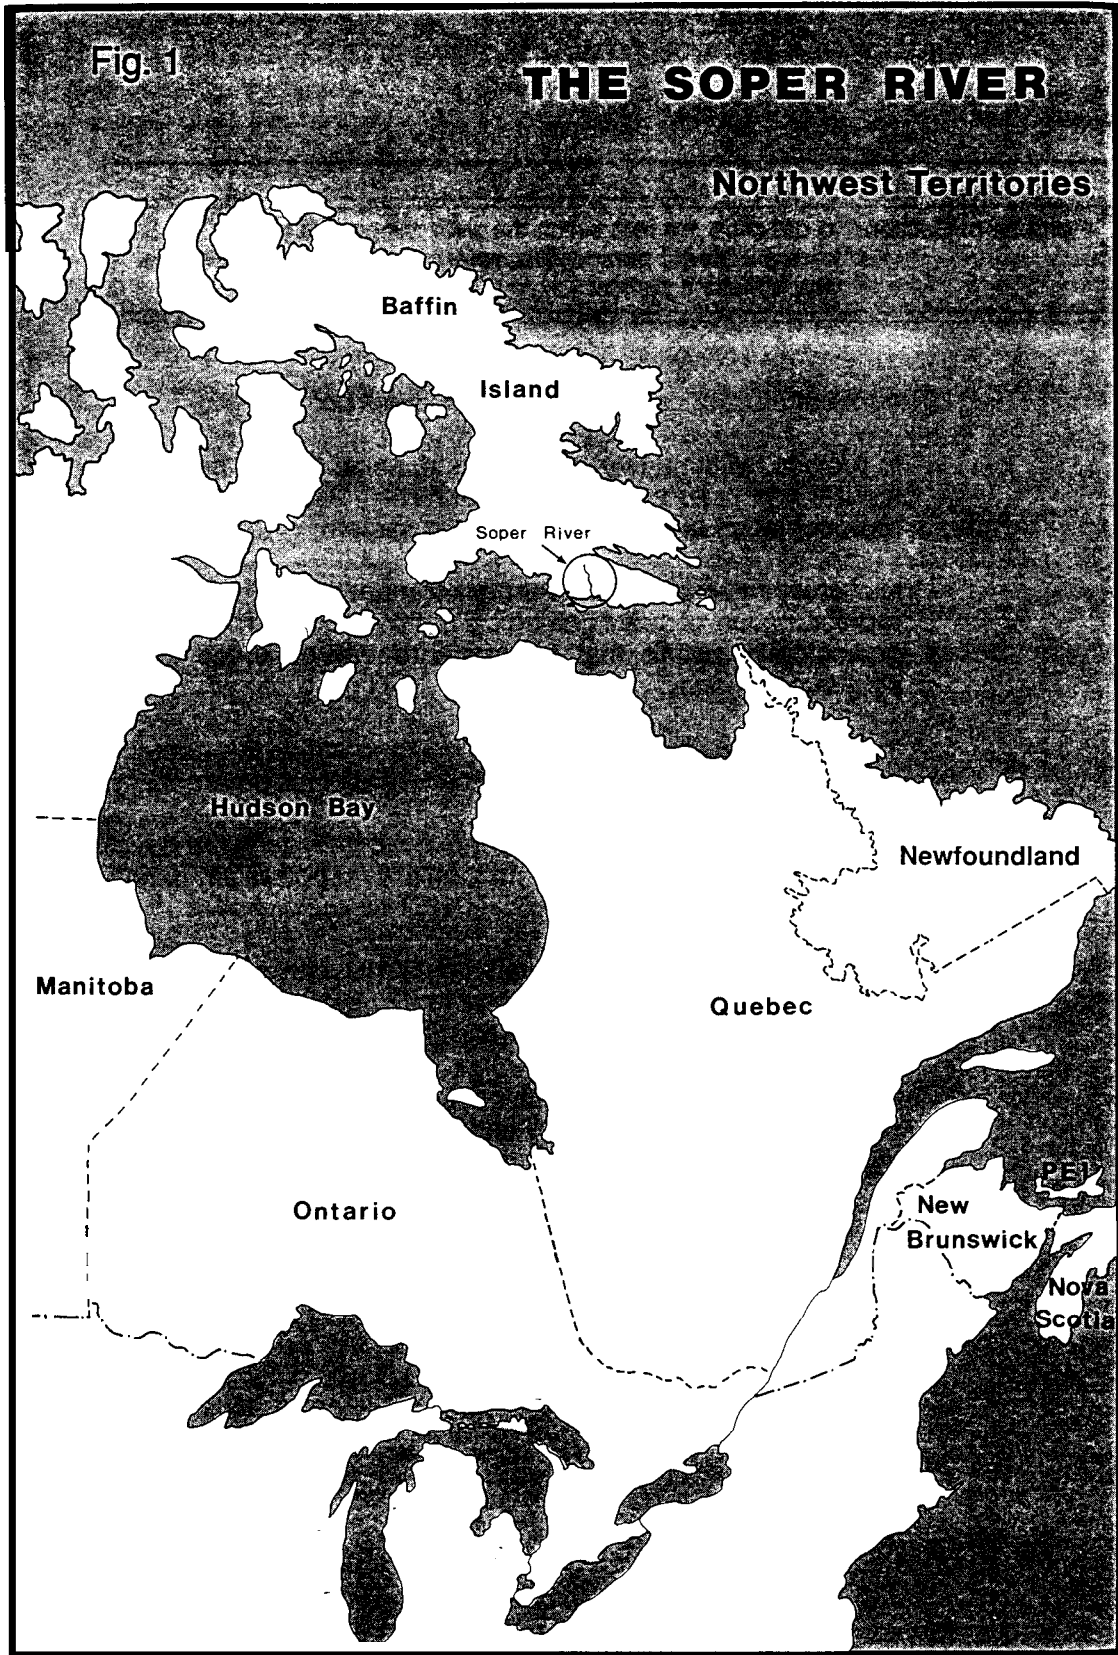 Fig. 1
THE SOPER RIVER
Northwest Territories
Baffin
Island
Soper River
Hudson Bay
Newfoundland
Manitoba
Quebec
PEI
Ontario
New
Brunswick
Nova
Scotia